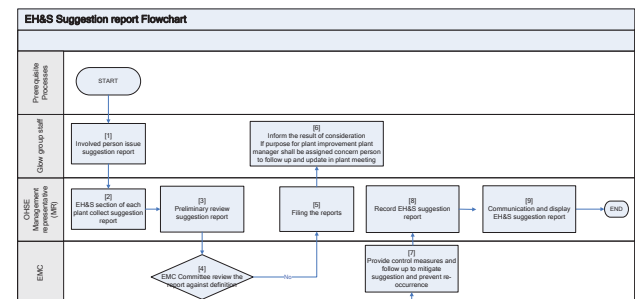 EH&S Suggestion report Flowchart
Prerequisite
Processes
START
Glow group staff
[1]
Involved person issue
suggestion report
[6]
Inform the result of consideration
If purpose for plant improvement plant
manager shall be assigned concern person
to follow up and update in plant meeting
OHSE
Management
representative
(MR)
[2]
EH&S section of each
plant collect suggestion
report
[3]
Preliminary review
suggestion report
[5]
Filing the reports
[8]
Record EH&S suggestion
report
[9]
Communication and display
EH&S suggestion report
END
EMC
[4]
EMC Committee review the
report against definition
No
[7]
Provide control measures and
follow up to mitigate
suggestion and prevent re-
occurrence